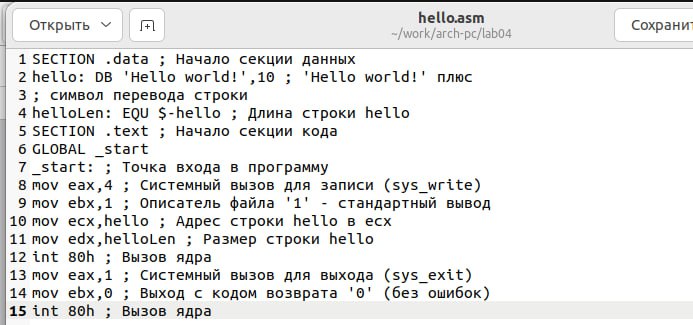 Открыть
hello.asm
~/work/arch-pc/lab04
Сохранит
1 SECTION .data ; Начало секции данных
2 hello: DB 'Hello world!',10 ; 'Hello world!' плюс
3 ; символ перевода строки
4 helloLen: EQU $-hello ; Длина строки hello
5 SECTION .text ; Начало секции кода
6 GLOBAL _start
7 _start: ; Точка входа в программу
8 mov eax,4 ; Системный вызов для записи (sys_write)
9 mov ebx,1 ; Описатель файла '1' - стандартный вывод
10 mov ecx,hello ; Адрес строки hello в ecx
11 mov edx,helloLen ; Размер строки hello
12 int 80h ; Вызов ядра
13 mov eax,1 ; Системный вызов для выхода (sys_exit)
14 mov ebx,0 ; Выход с кодом возврата '0' (без ошибок)
15 int 80h ; Вызов ядра